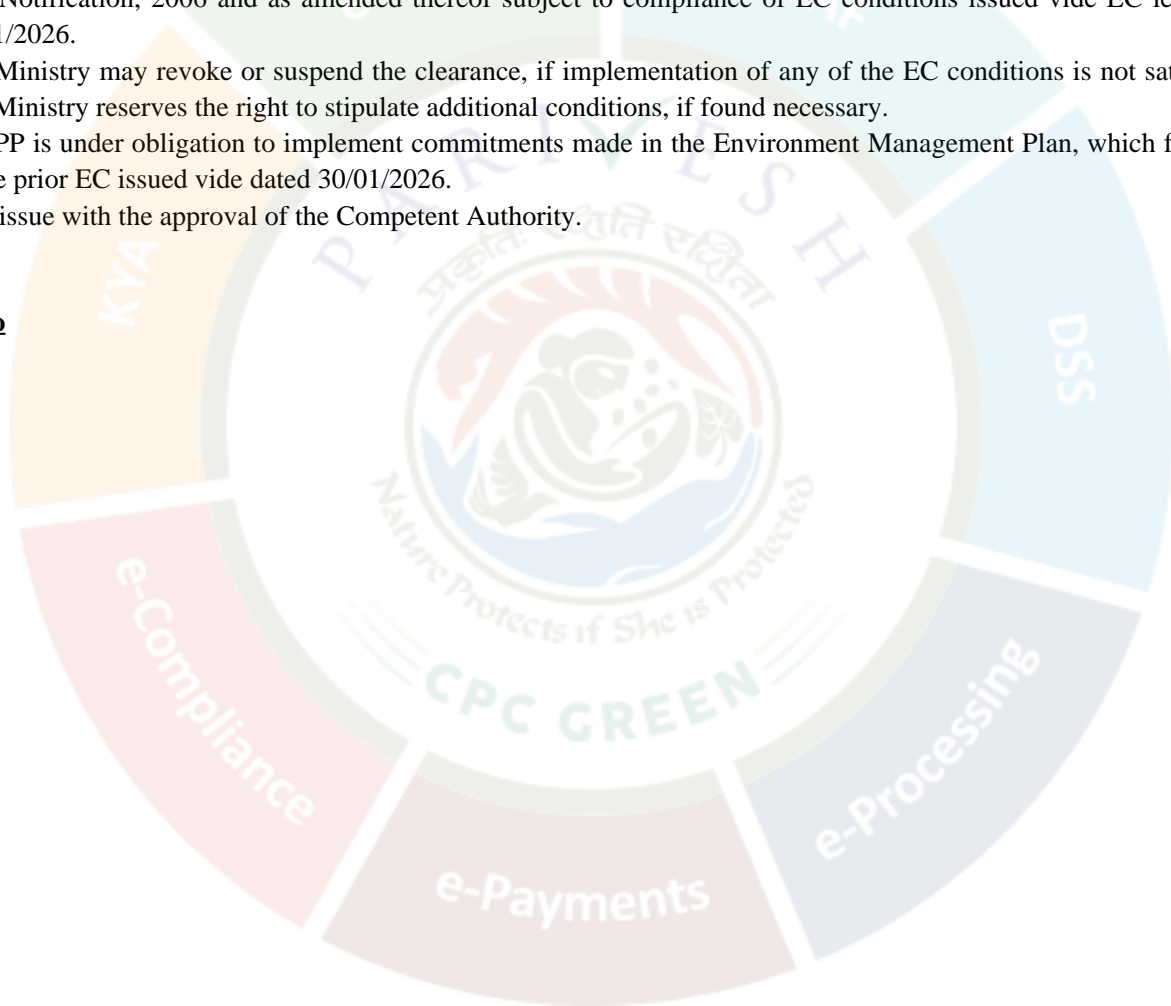 Notification, 2006 and as amended thereof subject to compliance of EC conditions issued vide EC
1/2026.
Ministry may revoke or suspend the clearance, if implementation of any of the EC conditions is not
Ministry reserves the right to stipulate additional conditions, if found necessary.
PP is under obligation to implement commitments made in the Environment Management Plan, which
prior EC issued vide dated 30/01/2026.
issue with the approval of the Competent Authority.
PARIVESH
प्रकृतिः रक्षति रक्षिता
KYA
DSS
Nature Protects if She is Protected
CPC GREEN
e-Compliance
e-Processing
e-Payments